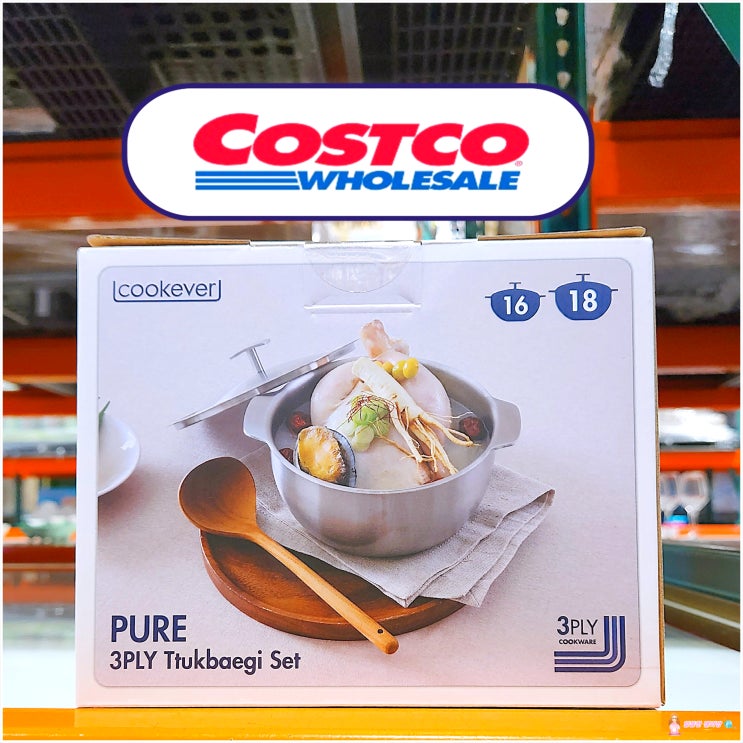 COSTCO
WHOLESALE
cookever
16
18
PURE
3PLY Ttukbaegi Set
3PLY
COOKWARE